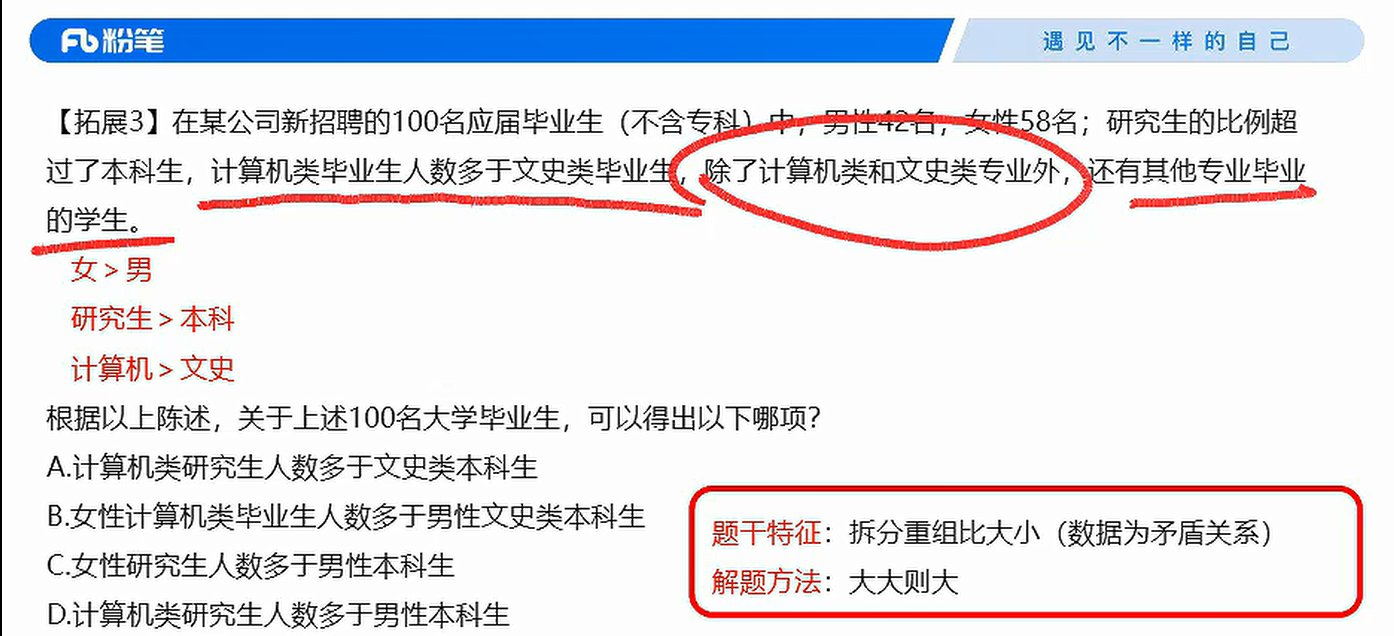 粉笔
遇见不一样的自己
【拓展3】在某公司新招聘的100名应届毕业生（不含专科）中，男性42名，女性58名；研究生的比例超
过了本科生，计算机类毕业生人数多于文史类毕业生，除了计算机类和文史类专业外，还有其他专业毕业
的学生。
女>男
研究生>本科
计算机>文史
根据以上陈述，关于上述100名大学毕业生，可以得出以下哪项？
A.计算机类研究生人数多于文史类本科生
B.女性计算机类毕业生人数多于男性文史类本科生
C.女性研究生人数多于男性本科生
D.计算机类研究生人数多于男性本科生
题干特征：拆分重组比大小（数据为矛盾关系）
解题方法：大大则大